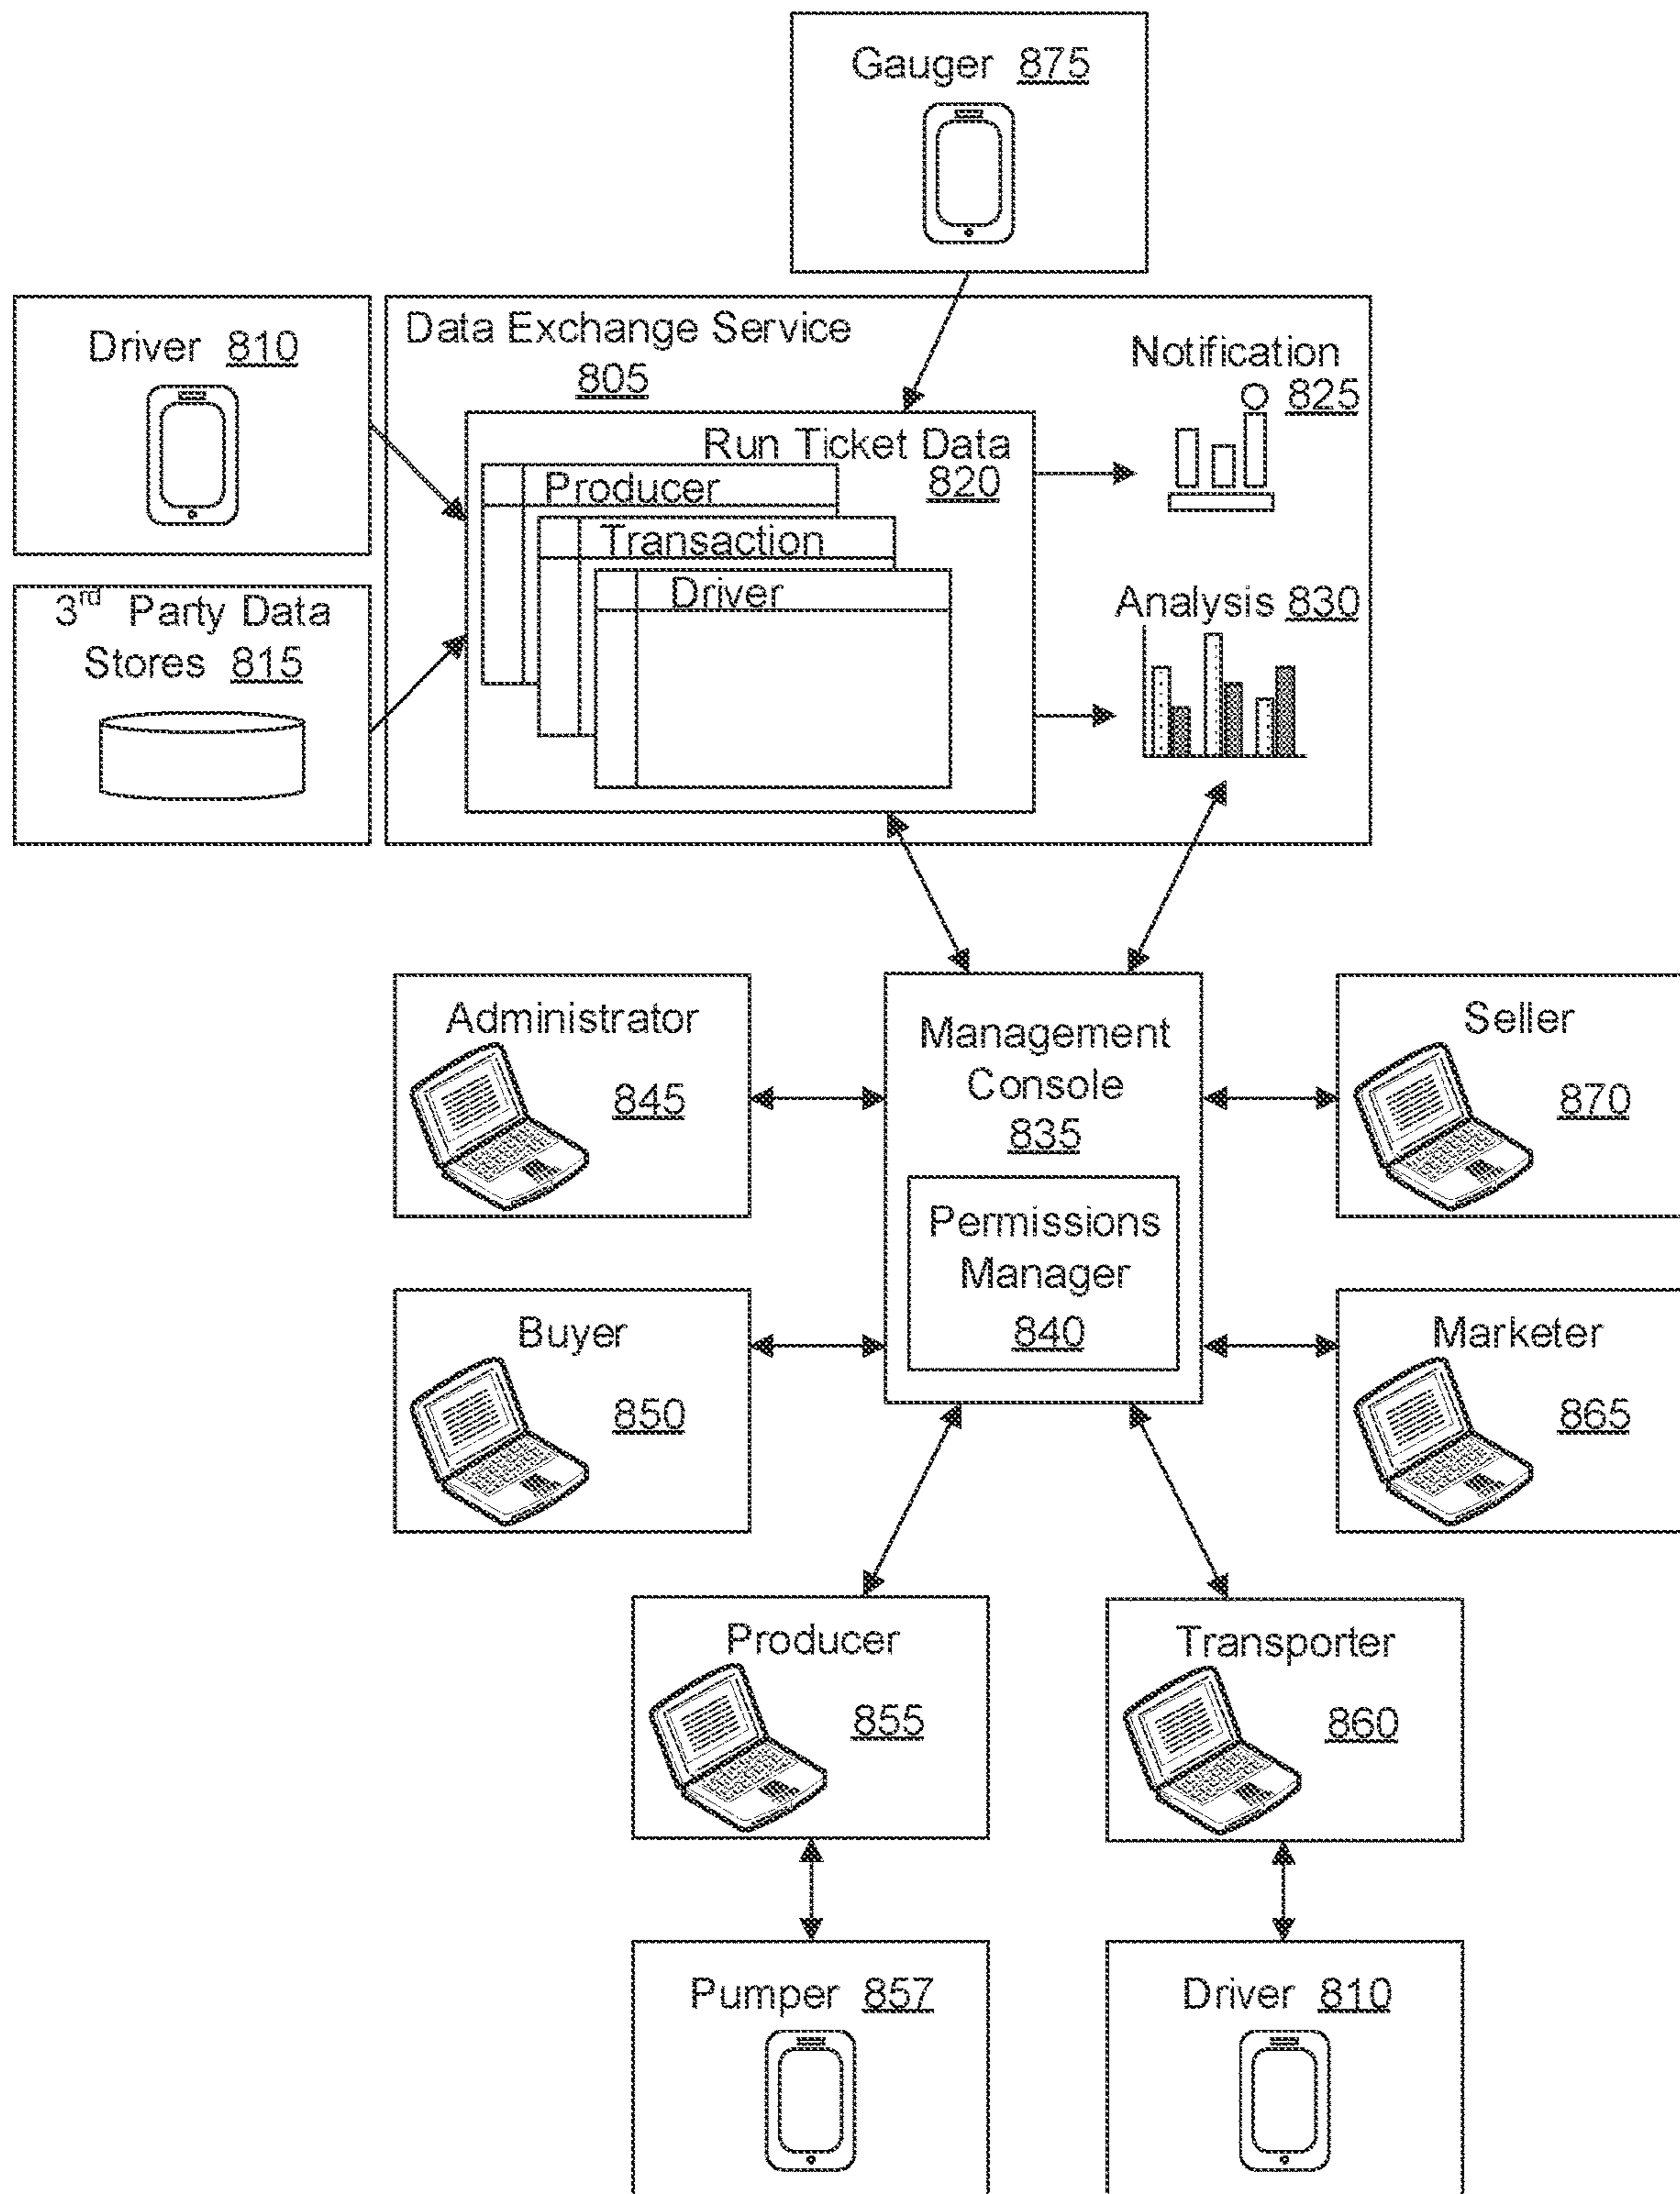 Gauger 875
Driver 810
Data Exchange Service
805
Notification
825
Run Ticket Data
820
Producer
Transaction
Driver
Analysis 830
3rd Party Data
Stores 815
Administrator
845
Management
Console
835
Seller
870
Permissions
Manager
840
Buyer
850
Marketer
865
Producer
855
Transporter
860
Pumper 857
Driver 810